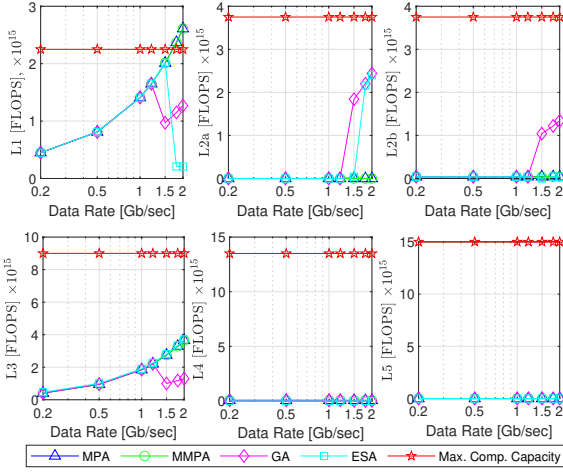 L1 [FLOPS], ×10^15
3
2
1
0
0.2 0.5 1 1.5 2
Data Rate [Gb/sec]
L2a [FLOPS] ×10^15
4
3
2
1
0
0.2 0.5 1 1.5 2
Data Rate [Gb/sec]
L2b [FLOPS] ×10^15
4
3
2
1
0
0.2 0.5 1 1.5 2
Data Rate [Gb/sec]
L3 [FLOPS] ×10^15
10
8
6
4
2
0
0.2 0.5 1 1.5 2
Data Rate [Gb/sec]
L4 [FLOPS] ×10^15
15
10
5
0
0.2 0.5 1 1.5 2
Data Rate [Gb/sec]
L5 [FLOPS] ×10^15
15
10
5
0
0.2 0.5 1 1.5 2
Data Rate [Gb/sec]
MPA MMPA GA ESA Max. Comp. Capacity